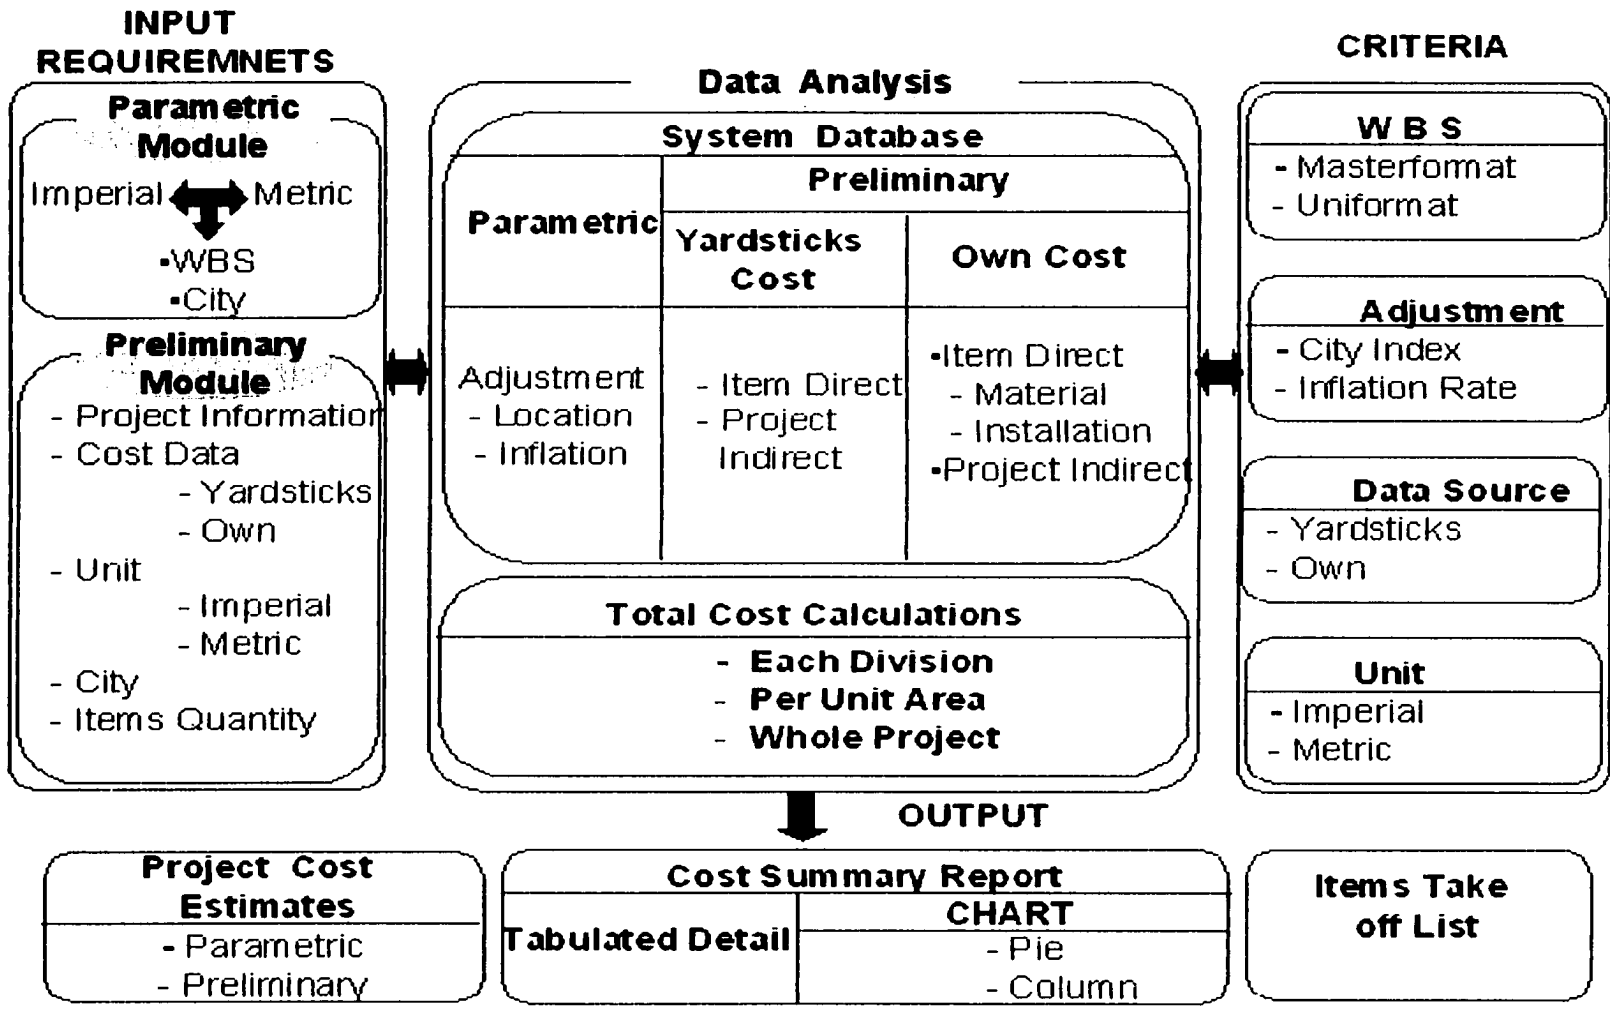 INPUT
REQUIREMNETS
Parametric
Module
Imperial Metric
▪WBS
▪City
Preliminary
Module
- Project Information
- Cost Data
- Yardsticks
- Own
- Unit
- Imperial
- Metric
- City
- Items Quantity
Data Analysis
System Database
Parametric
Preliminary
Yardsticks
Cost
Own Cost
Adjustment
- Location
- Inflation
- Item Direct
- Project
Indirect
▪Item Direct
- Material
- Installation
▪Project Indirect
Total Cost Calculations
- Each Division
- Per Unit Area
- Whole Project
CRITERIA
W B S
- Masterformat
- Uniformat
Adjustment
- City Index
- Inflation Rate
Data Source
- Yardsticks
- Own
Unit
- Imperial
- Metric
OUTPUT
Project Cost
Estimates
- Parametric
- Preliminary
Cost Summary Report
Tabulated Detail
CHART
- Pie
- Column
Items Take
off List